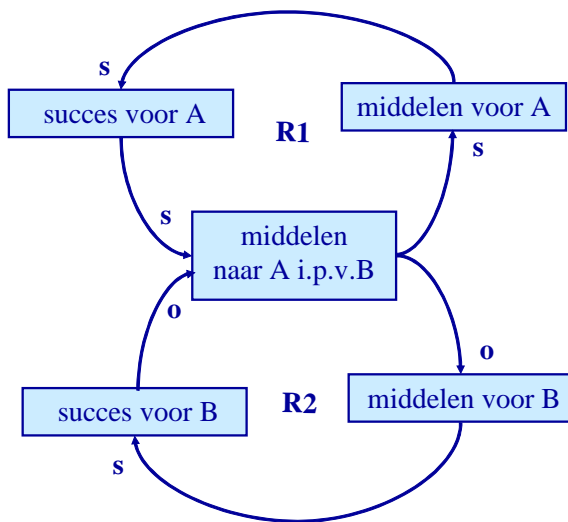 s
succes voor A
middelen voor A
R1
s
s
middelen
naar A i.p.v.B
o
o
succes voor B
R2
middelen voor B
s